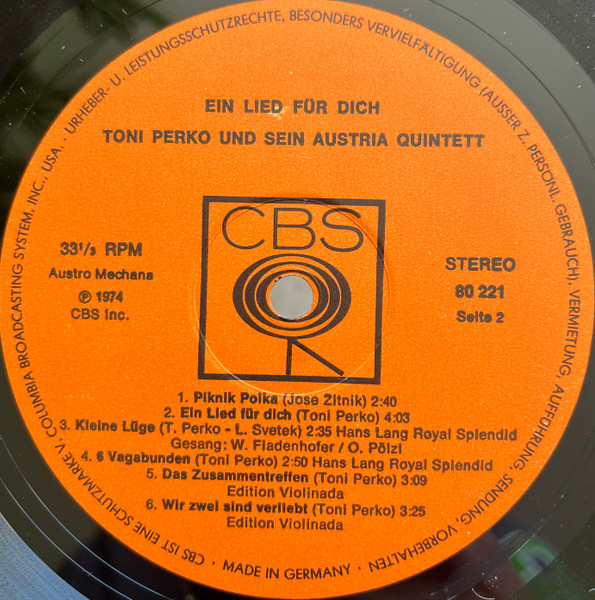 EIN LIED FÜR DICH
TONI PERKO UND SEIN AUSTRIA QUINTETT
CBS
33 1/3 RPM
Austro Mechana
Ⓟ 1974
CBS Inc.
STEREO
80 221
Seite 2
1. Piknik Polka (Jose Zitnik) 2:40
2. Ein Lied für dich (Toni Perko) 4:03
3. Kleine Lüge (T. Perko - L. Svetek) 2:35 Hans Lang Royal Splendid
Gesang: W. Fladenhofer / O. Pölzl
4. 6 Vagabunden (Toni Perko) 2:50 Hans Lang Royal Splendid
5. Das Zusammentreffen (Toni Perko) 3:09
Edition Violinada
6. Wir zwei sind verliebt (Toni Perko) 3:25
Edition Violinada
CBS IST EINE SCHUTZMARKE V. COLUMBIA BROADCASTING SYSTEM, INC., USA. · URHEBER- U. LEISTUNGSSCHUTZRECHTE, BESONDERS VERVIELFÄLTIGUNG (AUSSER Z. PERSÖNL. GEBRAUCH), VERMIETUNG, AUFFÜHRUNG, SENDUNG, VORBEHALTEN · MADE IN GERMANY ·